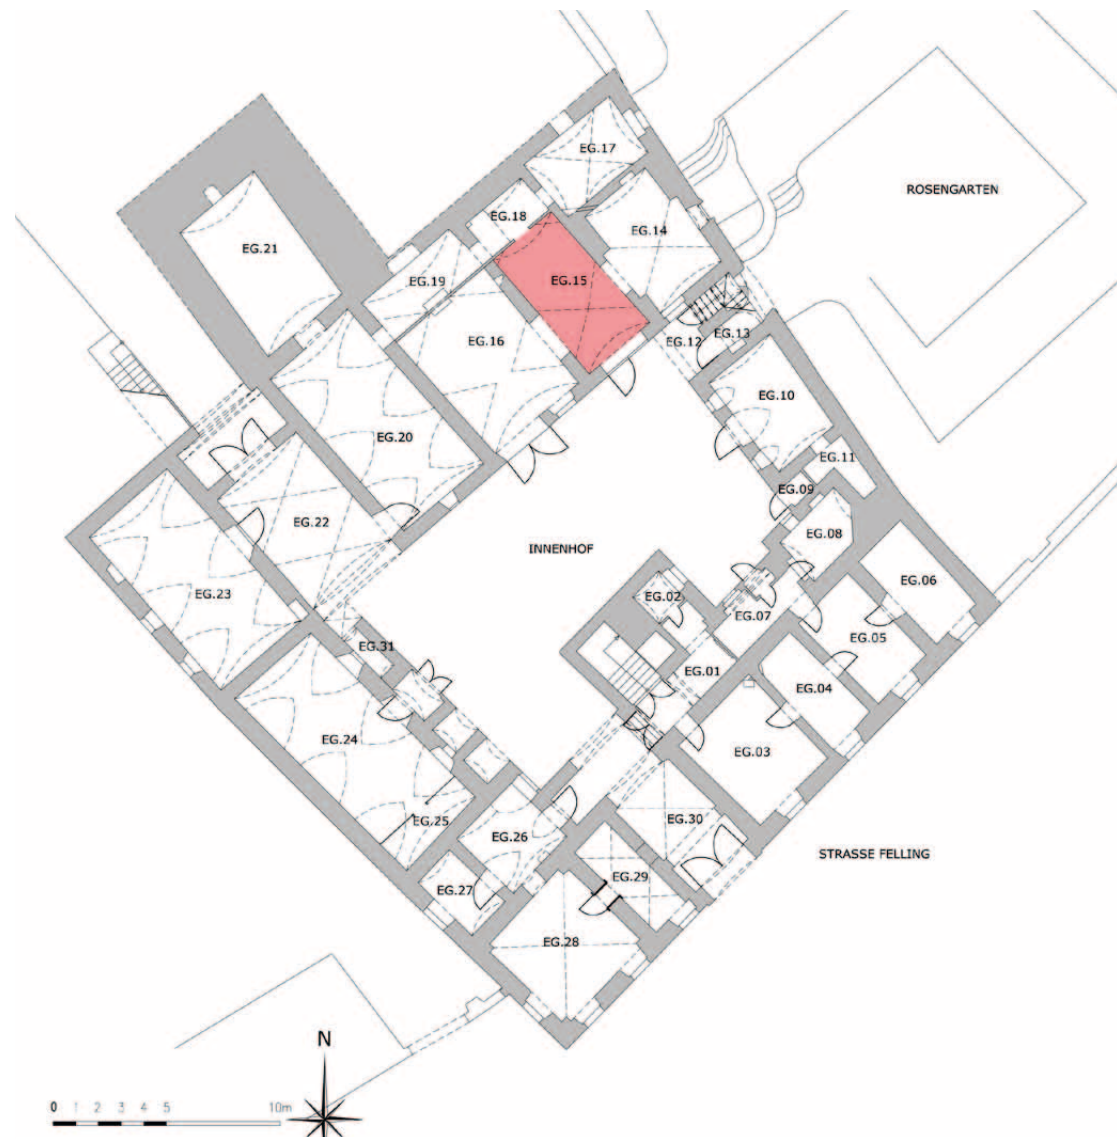 EG.17
ROSENGARTEN
EG.18
EG.14
EG.21
EG.19
EG.15
EG.13
EG.12
EG.16
EG.10
EG.20
EG.11
EG.09
EG.22
EG.08
INNENHOF
EG.06
EG.23
EG.02
EG.07
EG.05
EG.31
EG.01
EG.04
EG.24
EG.03
EG.25
EG.30
EG.26
STRASSE FELLING
EG.29
EG.27
EG.28
N
0 1 2 3 4 5 10m